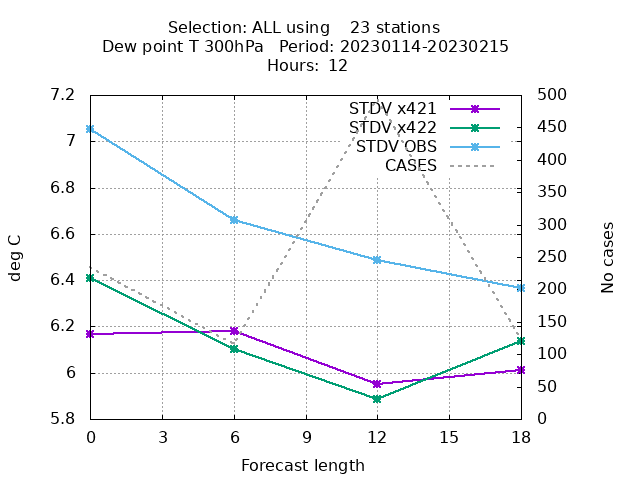 Selection: ALL using    23 stations
Dew point T 300hPa   Period: 20230114-20230215
Hours:  12
7.2
7
6.8
6.6
6.4
6.2
6
5.8
deg C
STDV x421
STDV x422
STDV OBS
CASES
500
450
400
350
300
250
200
150
100
50
0
No cases
0 3 6 9 12 15 18
Forecast length